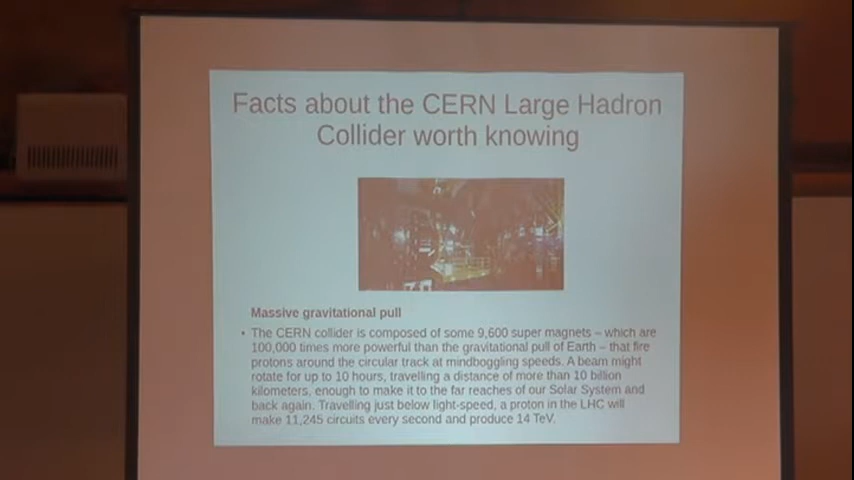 Facts about the CERN Large Hadron
Collider worth knowing
Massive gravitational pull
• The CERN collider is composed of some 9,600 super magnets – which are
100,000 times more powerful than the gravitational pull of Earth – that fire
protons around the circular track at mindboggling speeds. A beam might
rotate for up to 10 hours, travelling a distance of more than 10 billion
kilometers, enough to make it to the far reaches of our Solar System and
back again. Travelling just below light-speed, a proton in the LHC will
make 11,245 circuits every second and produce 14 TeV.